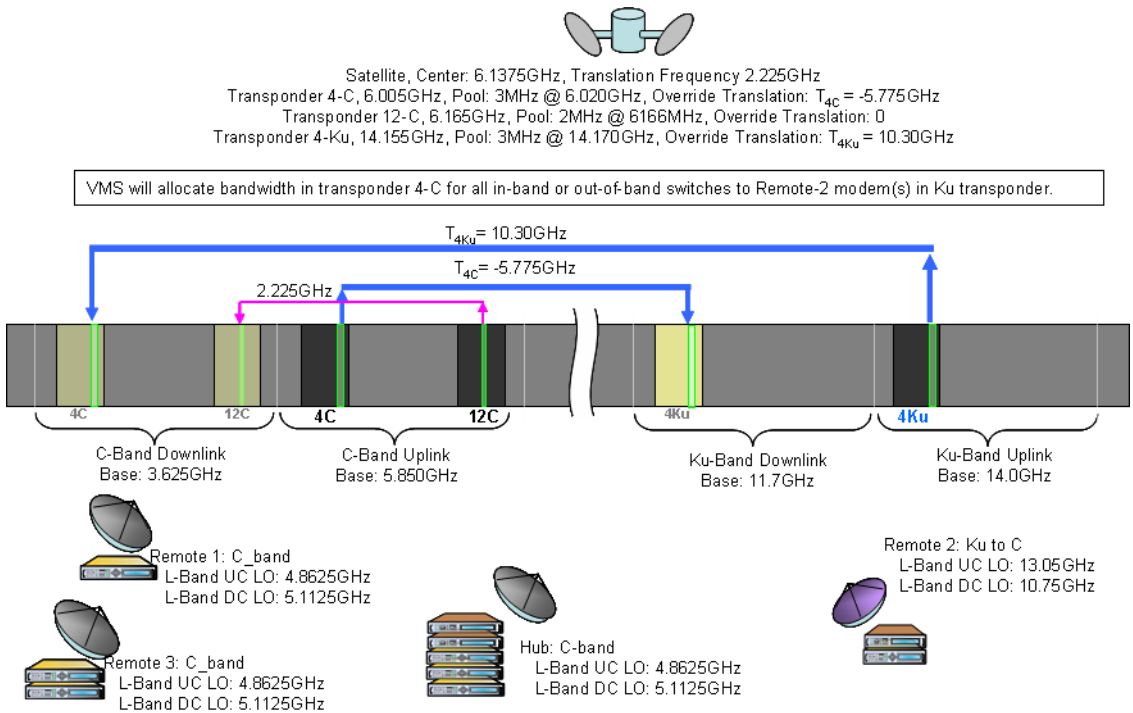 Satellite, Center: 6.1375GHz, Translation Frequency 2.225GHz
Transponder 4-C, 6.005GHz, Pool: 3MHz @ 6.020GHz, Override Translation: T4C = -5.775GHz
Transponder 12-C, 6.165GHz, Pool: 2MHz @ 6166MHz, Override Translation: 0
Transponder 4-Ku, 14.155GHz, Pool: 3MHz @ 14.170GHz, Override Translation: T4Ku = 10.30GHz
VMS will allocate bandwidth in transponder 4-C for all in-band or out-of-band switches to Remote-2 modem(s) in Ku transponder.
T4Ku= 10.30GHz
T4C= -5.775GHz
2.225GHz
4C
12C
4C
12C
4Ku
4Ku
C-Band Downlink
Base: 3.625GHz
C-Band Uplink
Base: 5.850GHz
Ku-Band Downlink
Base: 11.7GHz
Ku-Band Uplink
Base: 14.0GHz
Remote 1: C_band
L-Band UC LO: 4.8625GHz
L-Band DC LO: 5.1125GHz
Remote 2: Ku to C
L-Band UC LO: 13.05GHz
L-Band DC LO: 10.75GHz
Hub: C-band
L-Band UC LO: 4.8625GHz
L-Band DC LO: 5.1125GHz
Remote 3: C_band
L-Band UC LO: 4.8625GHz
L-Band DC LO: 5.1125GHz